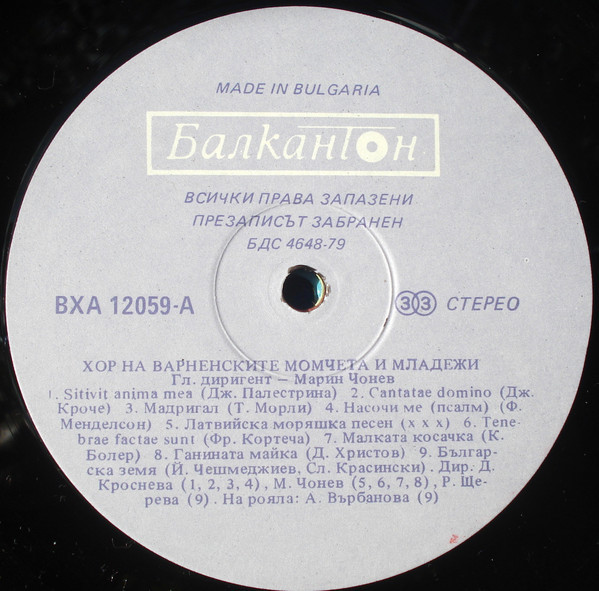 MADE IN BULGARIA
Балкантон
ВСИЧКИ ПРАВА ЗАПАЗЕНИ
ПРЕЗАПИСЪТ ЗАБРАНЕН
БДС 4648-79
ВХА 12059-А
33 СТЕРЕО
ХОР НА ВАРНЕНСКИТЕ МОМЧЕТА И МЛАДЕЖИ
Гл. диригент – Марин Чонев
1. Sitivit anima mea (Дж. Палестрина) 2. Cantatae domino (Дж.
Кроче) 3. Мадригал (Т. Морли) 4. Насочи ме (псалм) (Ф.
Менделсон) 5. Латвийска моряшка песен (х х х) 6. Tene-
brae factae sunt (Фр. Кортеча) 7. Малката косачка (К.
Болер) 8. Ганината майка (Д. Христов) 9. Българ-
ска земя (Й. Чешмеджиев, Сл. Красински) . Дир. Д.
Кроснева (1, 2, 3, 4) , М. Чонев (5, 6, 7, 8) , Р. Ще-
рева (9) . На рояла: А. Върбанова (9)